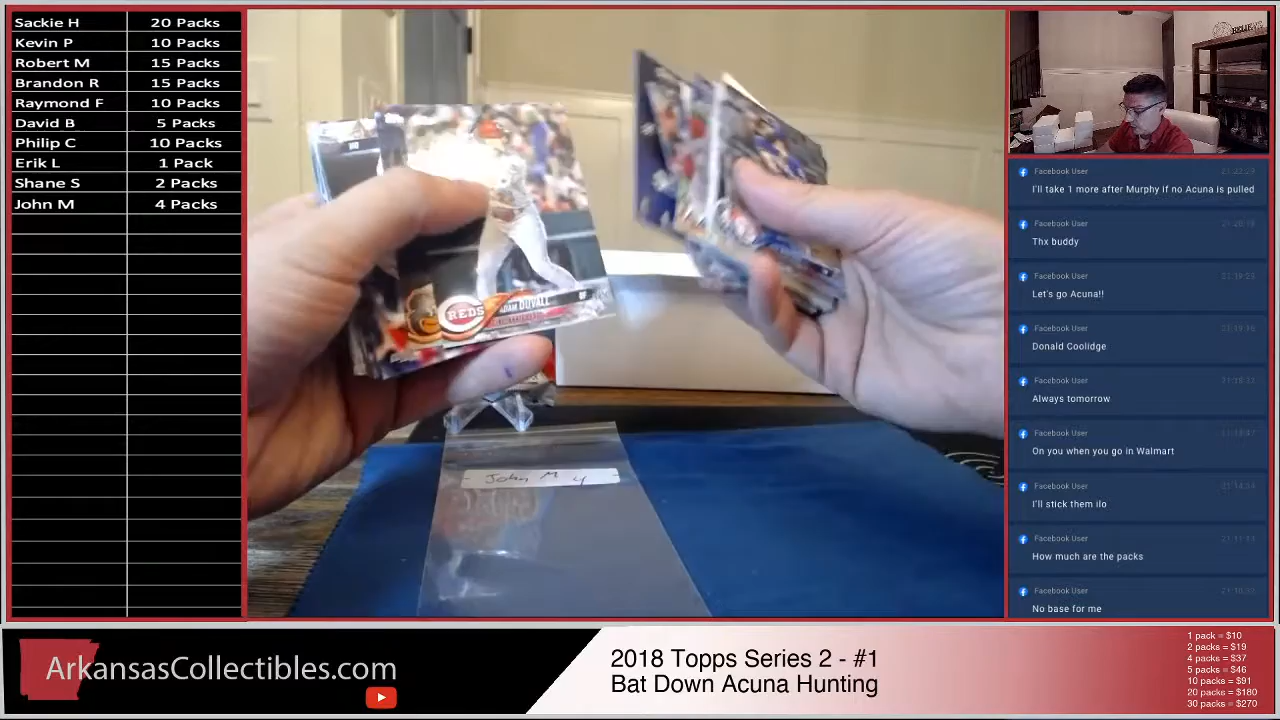 Sackie H 20 Packs
Kevin P 10 Packs
Robert M 15 Packs
Brandon R 15 Packs
Raymond F 10 Packs
David B 5 Packs
Philip C 10 Packs
Erik L 1 Pack
Shane S 2 Packs
John M 4 Packs
REDS
ADAM DUVALL OF
John M 4
BELIEVE
Facebook User
I'll take 1 more after Murphy if no Acuna is pulled
Facebook User
Thx buddy
Facebook User
Let's go Acuna!!
Facebook User
Donald Coolidge
Facebook User
Always tomorrow
Facebook User
On you when you go in Walmart
Facebook User
I'll stick them ilo
Facebook User
How much are the packs
Facebook User
No base for me
ArkansasCollectibles.com
2018 Topps Series 2 - #1
Bat Down Acuna Hunting
1 pack = $10
2 packs = $19
4 packs = $37
5 packs = $46
10 packs = $91
20 packs = $180
30 packs = $270